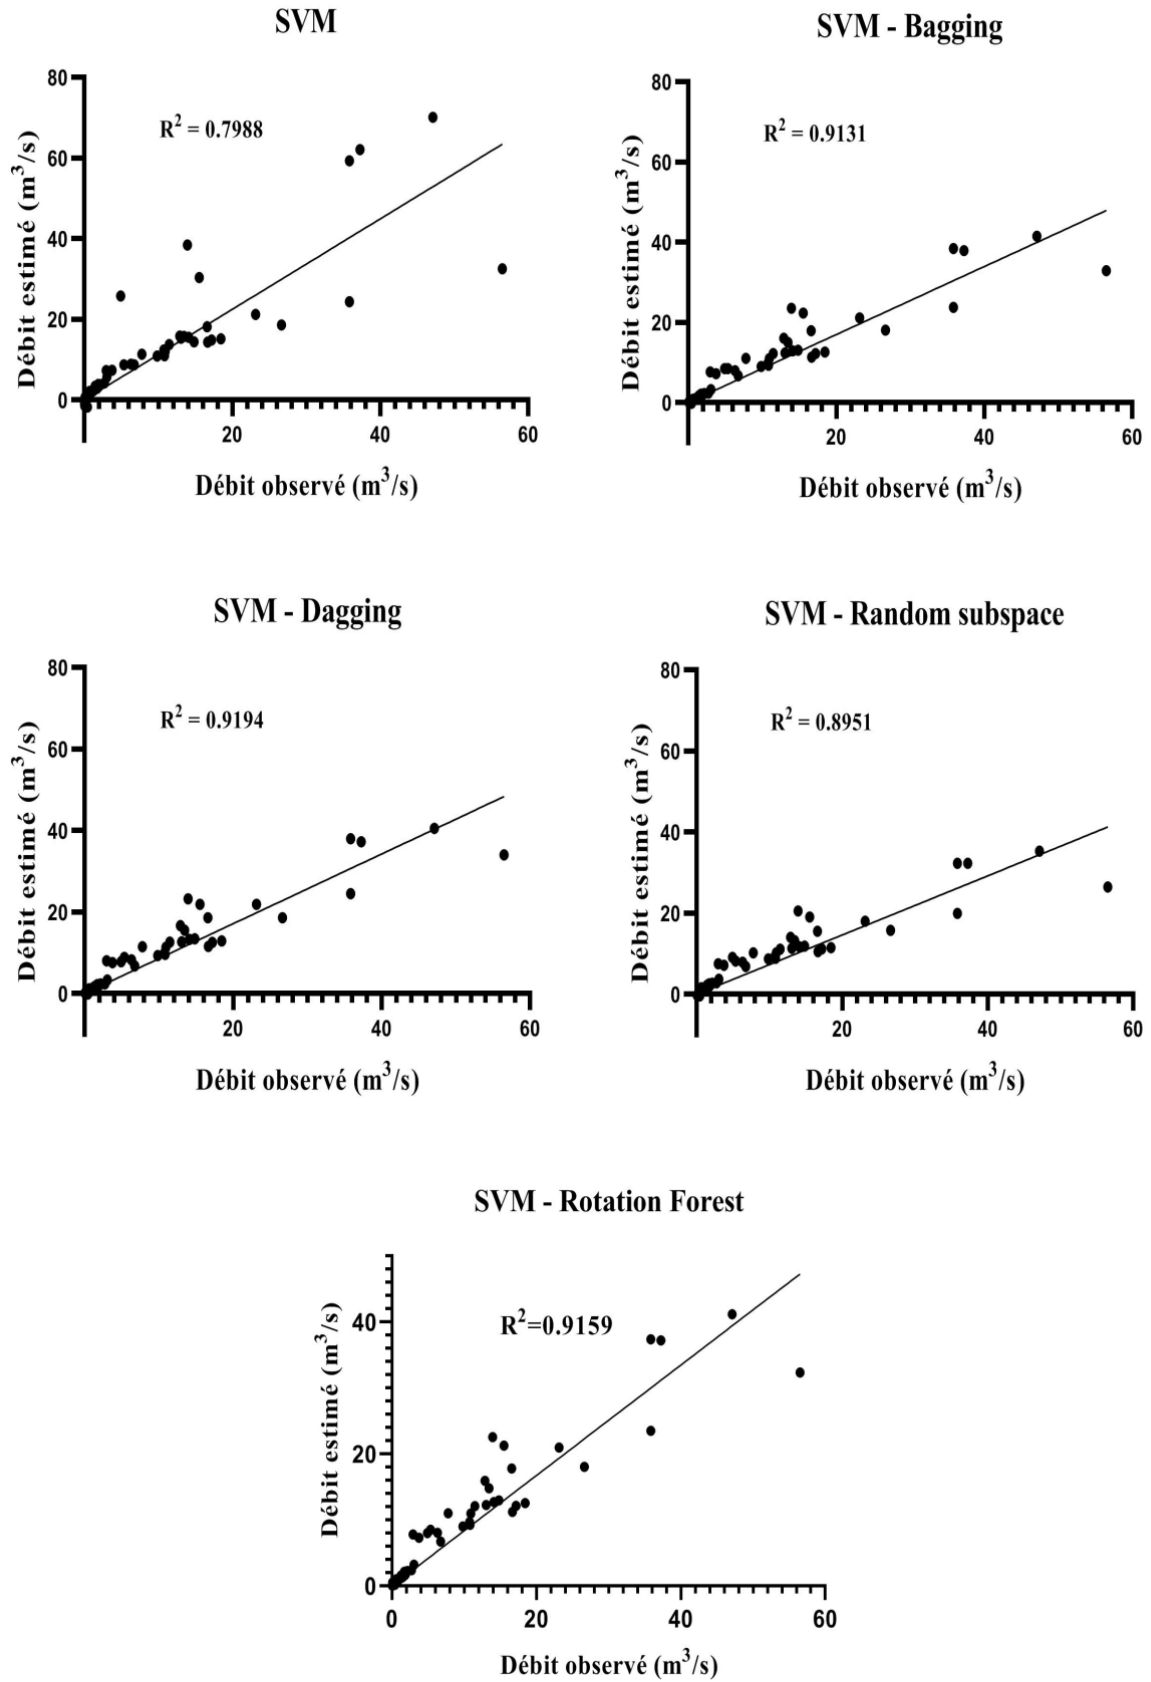 SVM
R² = 0.7988
Débit estimé (m³/s)
80
60
40
20
0
20 40 60
Débit observé (m³/s)
SVM - Bagging
R² = 0.9131
Débit estimé (m³/s)
80
60
40
20
0
20 40 60
Débit observé (m³/s)
SVM - Dagging
R² = 0.9194
Débit estimé (m³/s)
80
60
40
20
0
20 40 60
Débit observé (m³/s)
SVM - Random subspace
R² = 0.8951
Débit estimé (m³/s)
80
60
40
20
0
20 40 60
Débit observé (m³/s)
SVM - Rotation Forest
R²=0.9159
Débit estimé (m³/s)
40
20
0
0 20 40 60
Débit observé (m³/s)